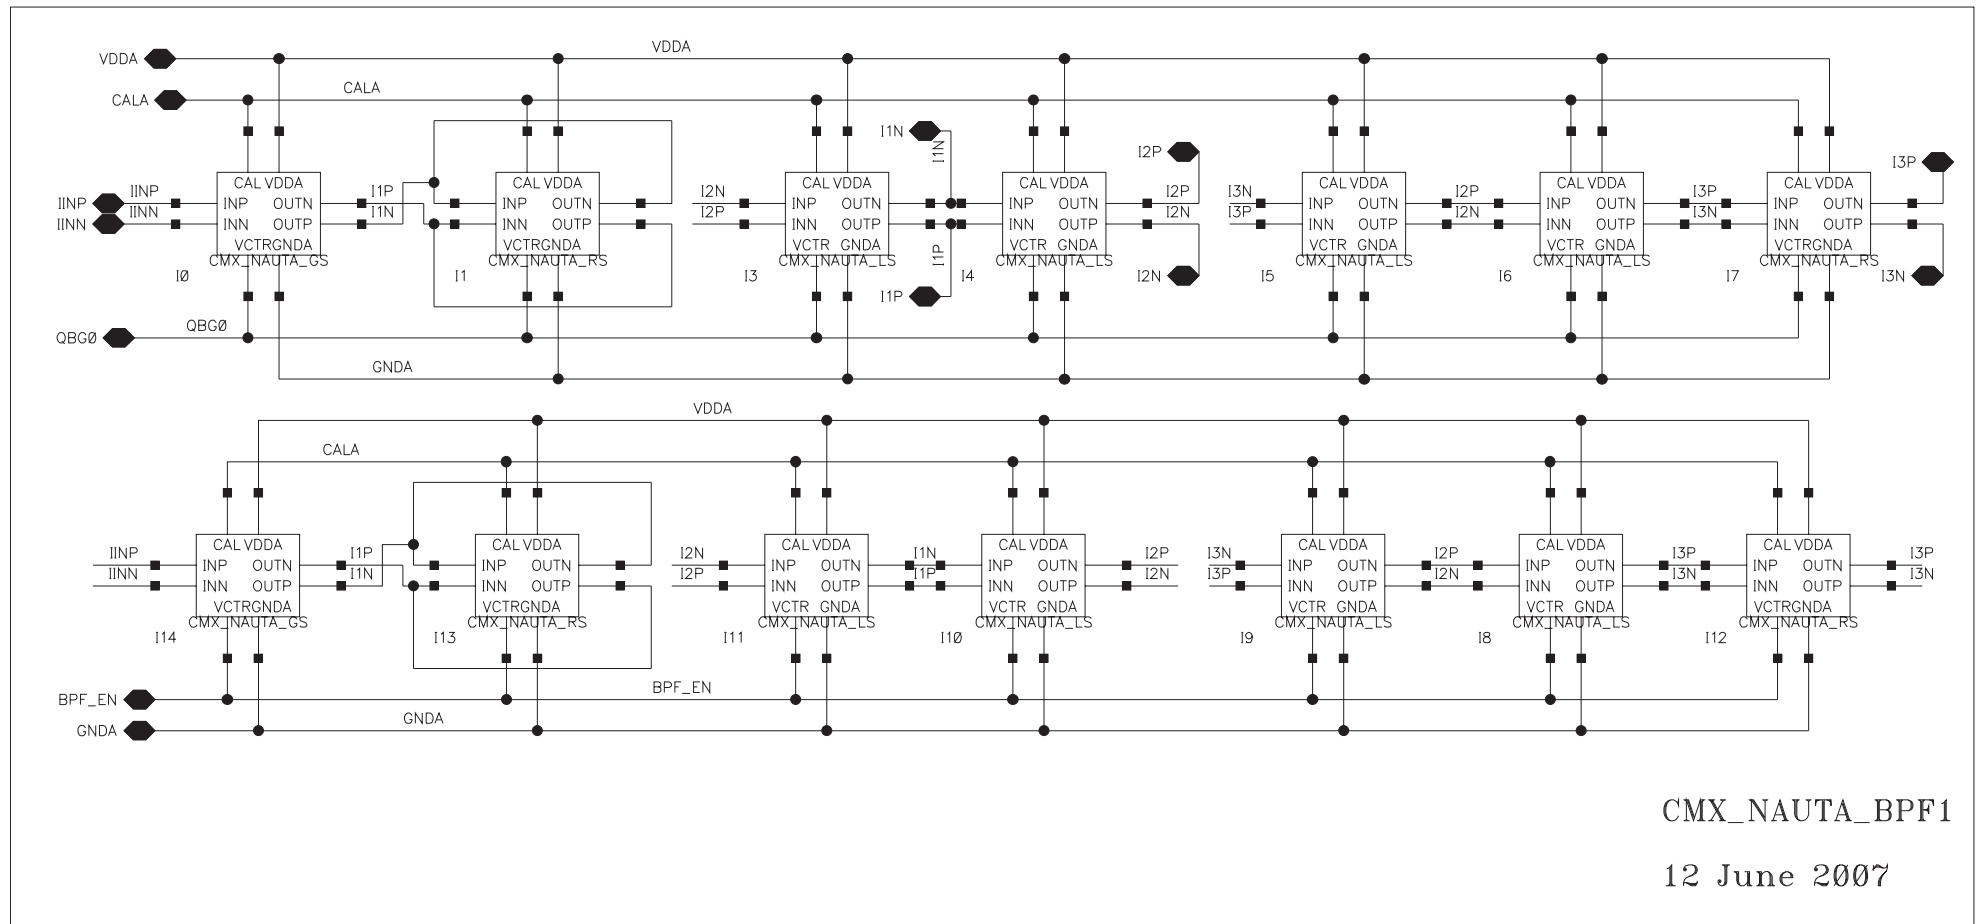 VDDA VDDA
CALA CALA
I1N I1N I2P I3P
CAL VDDA CAL VDDA CAL VDDA CAL VDDA CAL VDDA CAL VDDA CAL VDDA
IINP IINP INP OUTN I1P INP OUTN I2N INP OUTN INP OUTN I2P I3N INP OUTN I2P INP OUTN I3P INP OUTN
IINN IINN INN OUTP I1N INN OUTP I2P INN OUTP INN OUTP I2N I3P INN OUTP I2N INN OUTP I3N INN OUTP
VCTRGNDA VCTRGNDA VCTR GNDA VCTR GNDA VCTR GNDA VCTR GNDA VCTRGNDA
CMX_NAUTA_GS CMX_NAUTA_RS CMX_NAUTA_LS CMX_NAUTA_LS CMX_NAUTA_LS CMX_NAUTA_LS CMX_NAUTA_RS
IØ I1 I3 I1P I4 I2N I5 I6 I7 I3N
I1P
QBGØ QBGØ
GNDA
VDDA
CALA
CAL VDDA CAL VDDA CAL VDDA CAL VDDA CAL VDDA CAL VDDA CAL VDDA
IINP INP OUTN I1P INP OUTN I2N INP OUTN I1N INP OUTN I2P I3N INP OUTN I2P INP OUTN I3P INP OUTN I3P
IINN INN OUTP I1N INN OUTP I2P INN OUTP I1P INN OUTP I2N I3P INN OUTP I2N INN OUTP I3N INN OUTP I3N
VCTRGNDA VCTRGNDA VCTR GNDA VCTR GNDA VCTR GNDA VCTR GNDA VCTRGNDA
CMX_NAUTA_GS CMX_NAUTA_RS CMX_NAUTA_LS CMX_NAUTA_LS CMX_NAUTA_LS CMX_NAUTA_LS CMX_NAUTA_RS
I14 I13 I11 I1Ø I9 I8 I12
BPF_EN BPF_EN
GNDA GNDA
CMX_NAUTA_BPF1
12 June 2ØØ7